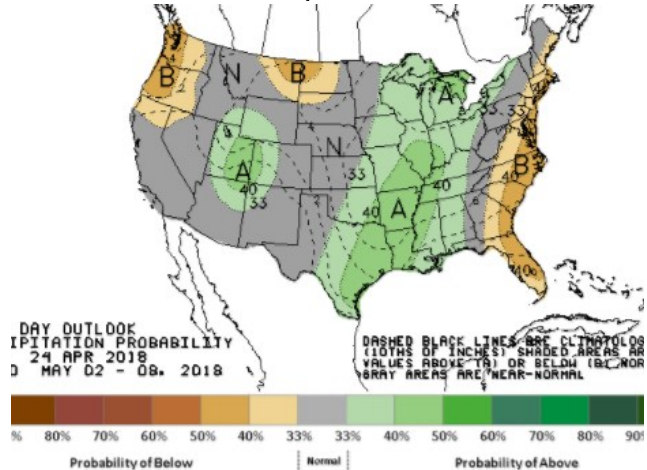 B
N
B
A
33
A
N
40
33
33
40
A
40
B
40
40
DAY OUTLOOK
IPITATION PROBABILITY
24 APR 2018
MAY 02 - 08, 2018
DASHED BLACK LINES ARE CLIMATOLOG
(10THS OF INCHES) SHADED AREAS AR
VALUES ABOVE (A) OR BELOW (B) NOR
GRAY AREAS ARE NEAR-NORMAL
% 80% 70% 60% 50% 40% 33% 33% 40% 50% 60% 70% 80% 90%
Probability of Below Normal Probability of Above